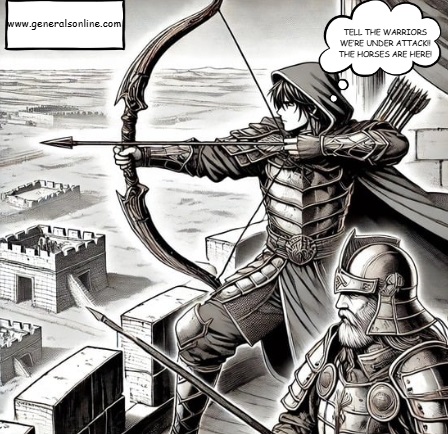 www.generalsonline.com
TELL THE WARRIORS
WE'RE UNDER ATTACK!!
THE HORSES ARE HERE!